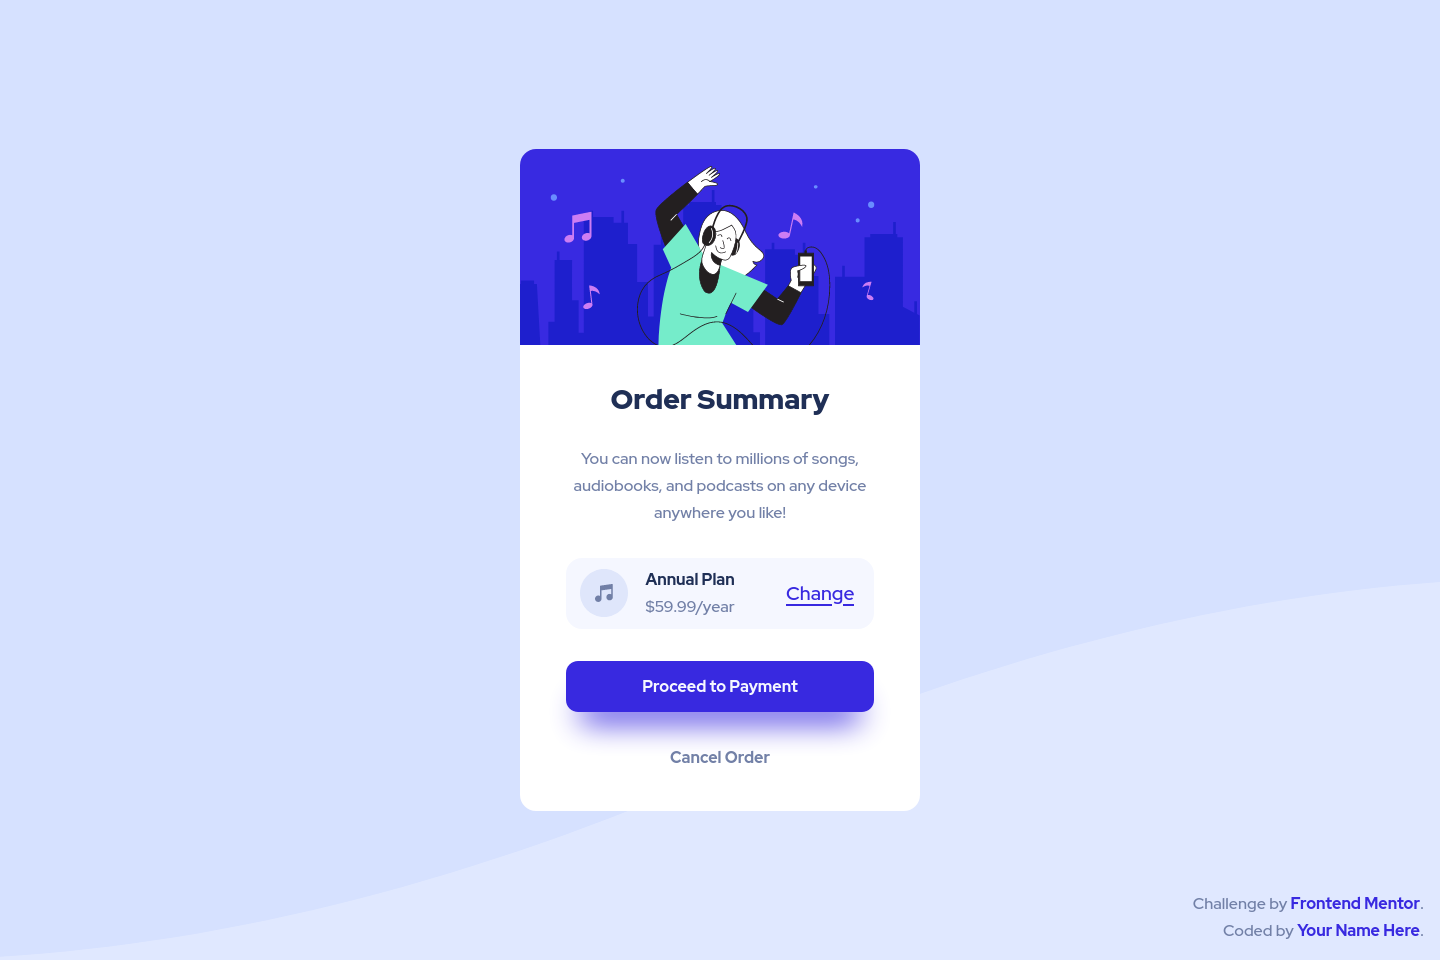 Order Summary
You can now listen to millions of songs,
audiobooks, and podcasts on any device
anywhere you like!
Annual Plan
$59.99/year
Change
Proceed to Payment
Cancel Order
Challenge by Frontend Mentor.
Coded by Your Name Here.